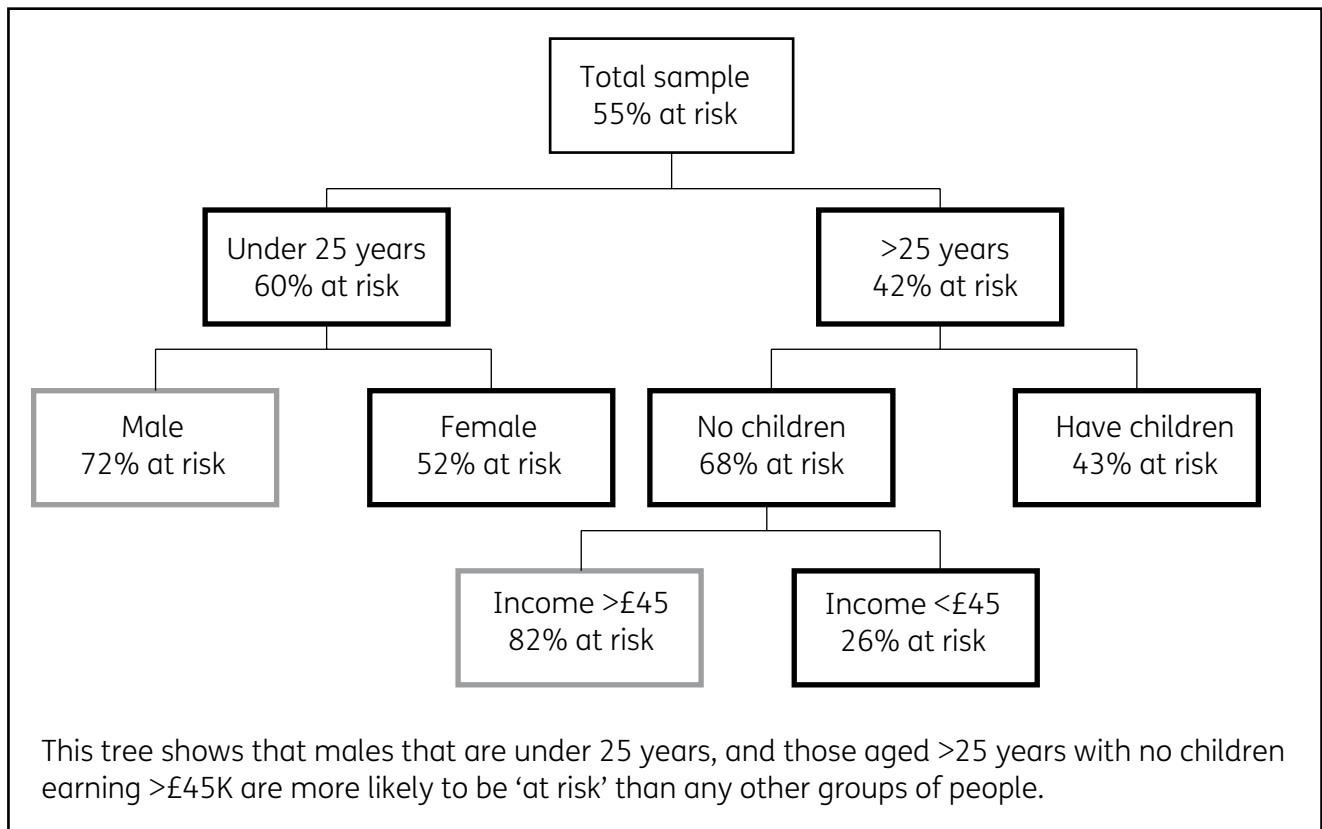 Total sample
55% at risk
Under 25 years
60% at risk
>25 years
42% at risk
Male
72% at risk
Female
52% at risk
No children
68% at risk
Have children
43% at risk
Income >£45
82% at risk
Income <£45
26% at risk
This tree shows that males that are under 25 years, and those aged >25 years with no children
earning >£45K are more likely to be ‘at risk’ than any other groups of people.